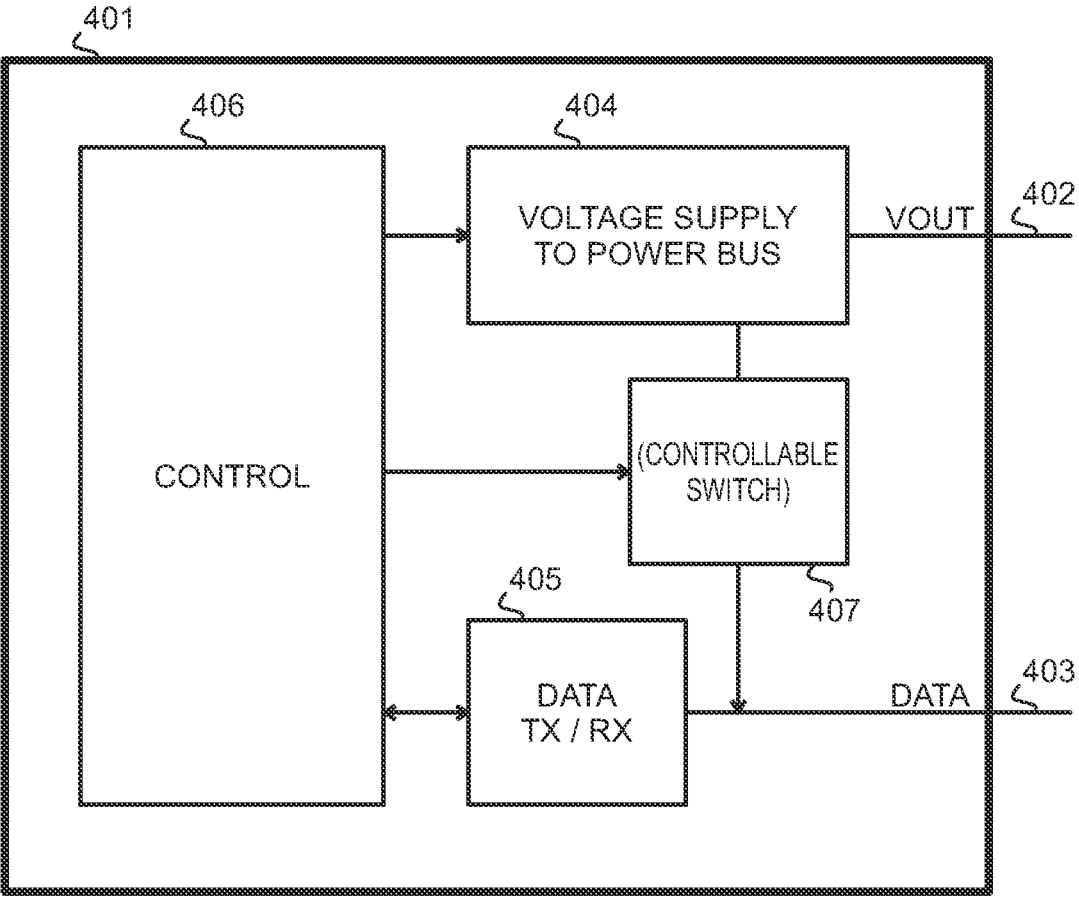 401
406
404
VOLTAGE SUPPLY
TO POWER BUS
VOUT
402
CONTROL
(CONTROLLABLE
SWITCH)
407
405
DATA
TX / RX
DATA
403